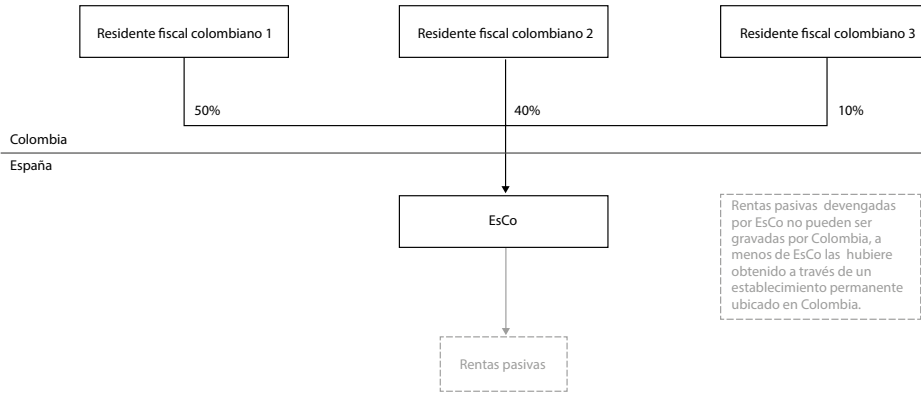 Residente fiscal colombiano 1
Residente fiscal colombiano 2
Residente fiscal colombiano 3
50%
40%
10%
Colombia
España
EsCo
Rentas pasivas devengadas
por EsCo no pueden ser
gravadas por Colombia, a
menos de EsCo las hubiere
obtenido a través de un
establecimiento permanente
ubicado en Colombia.
Rentas pasivas